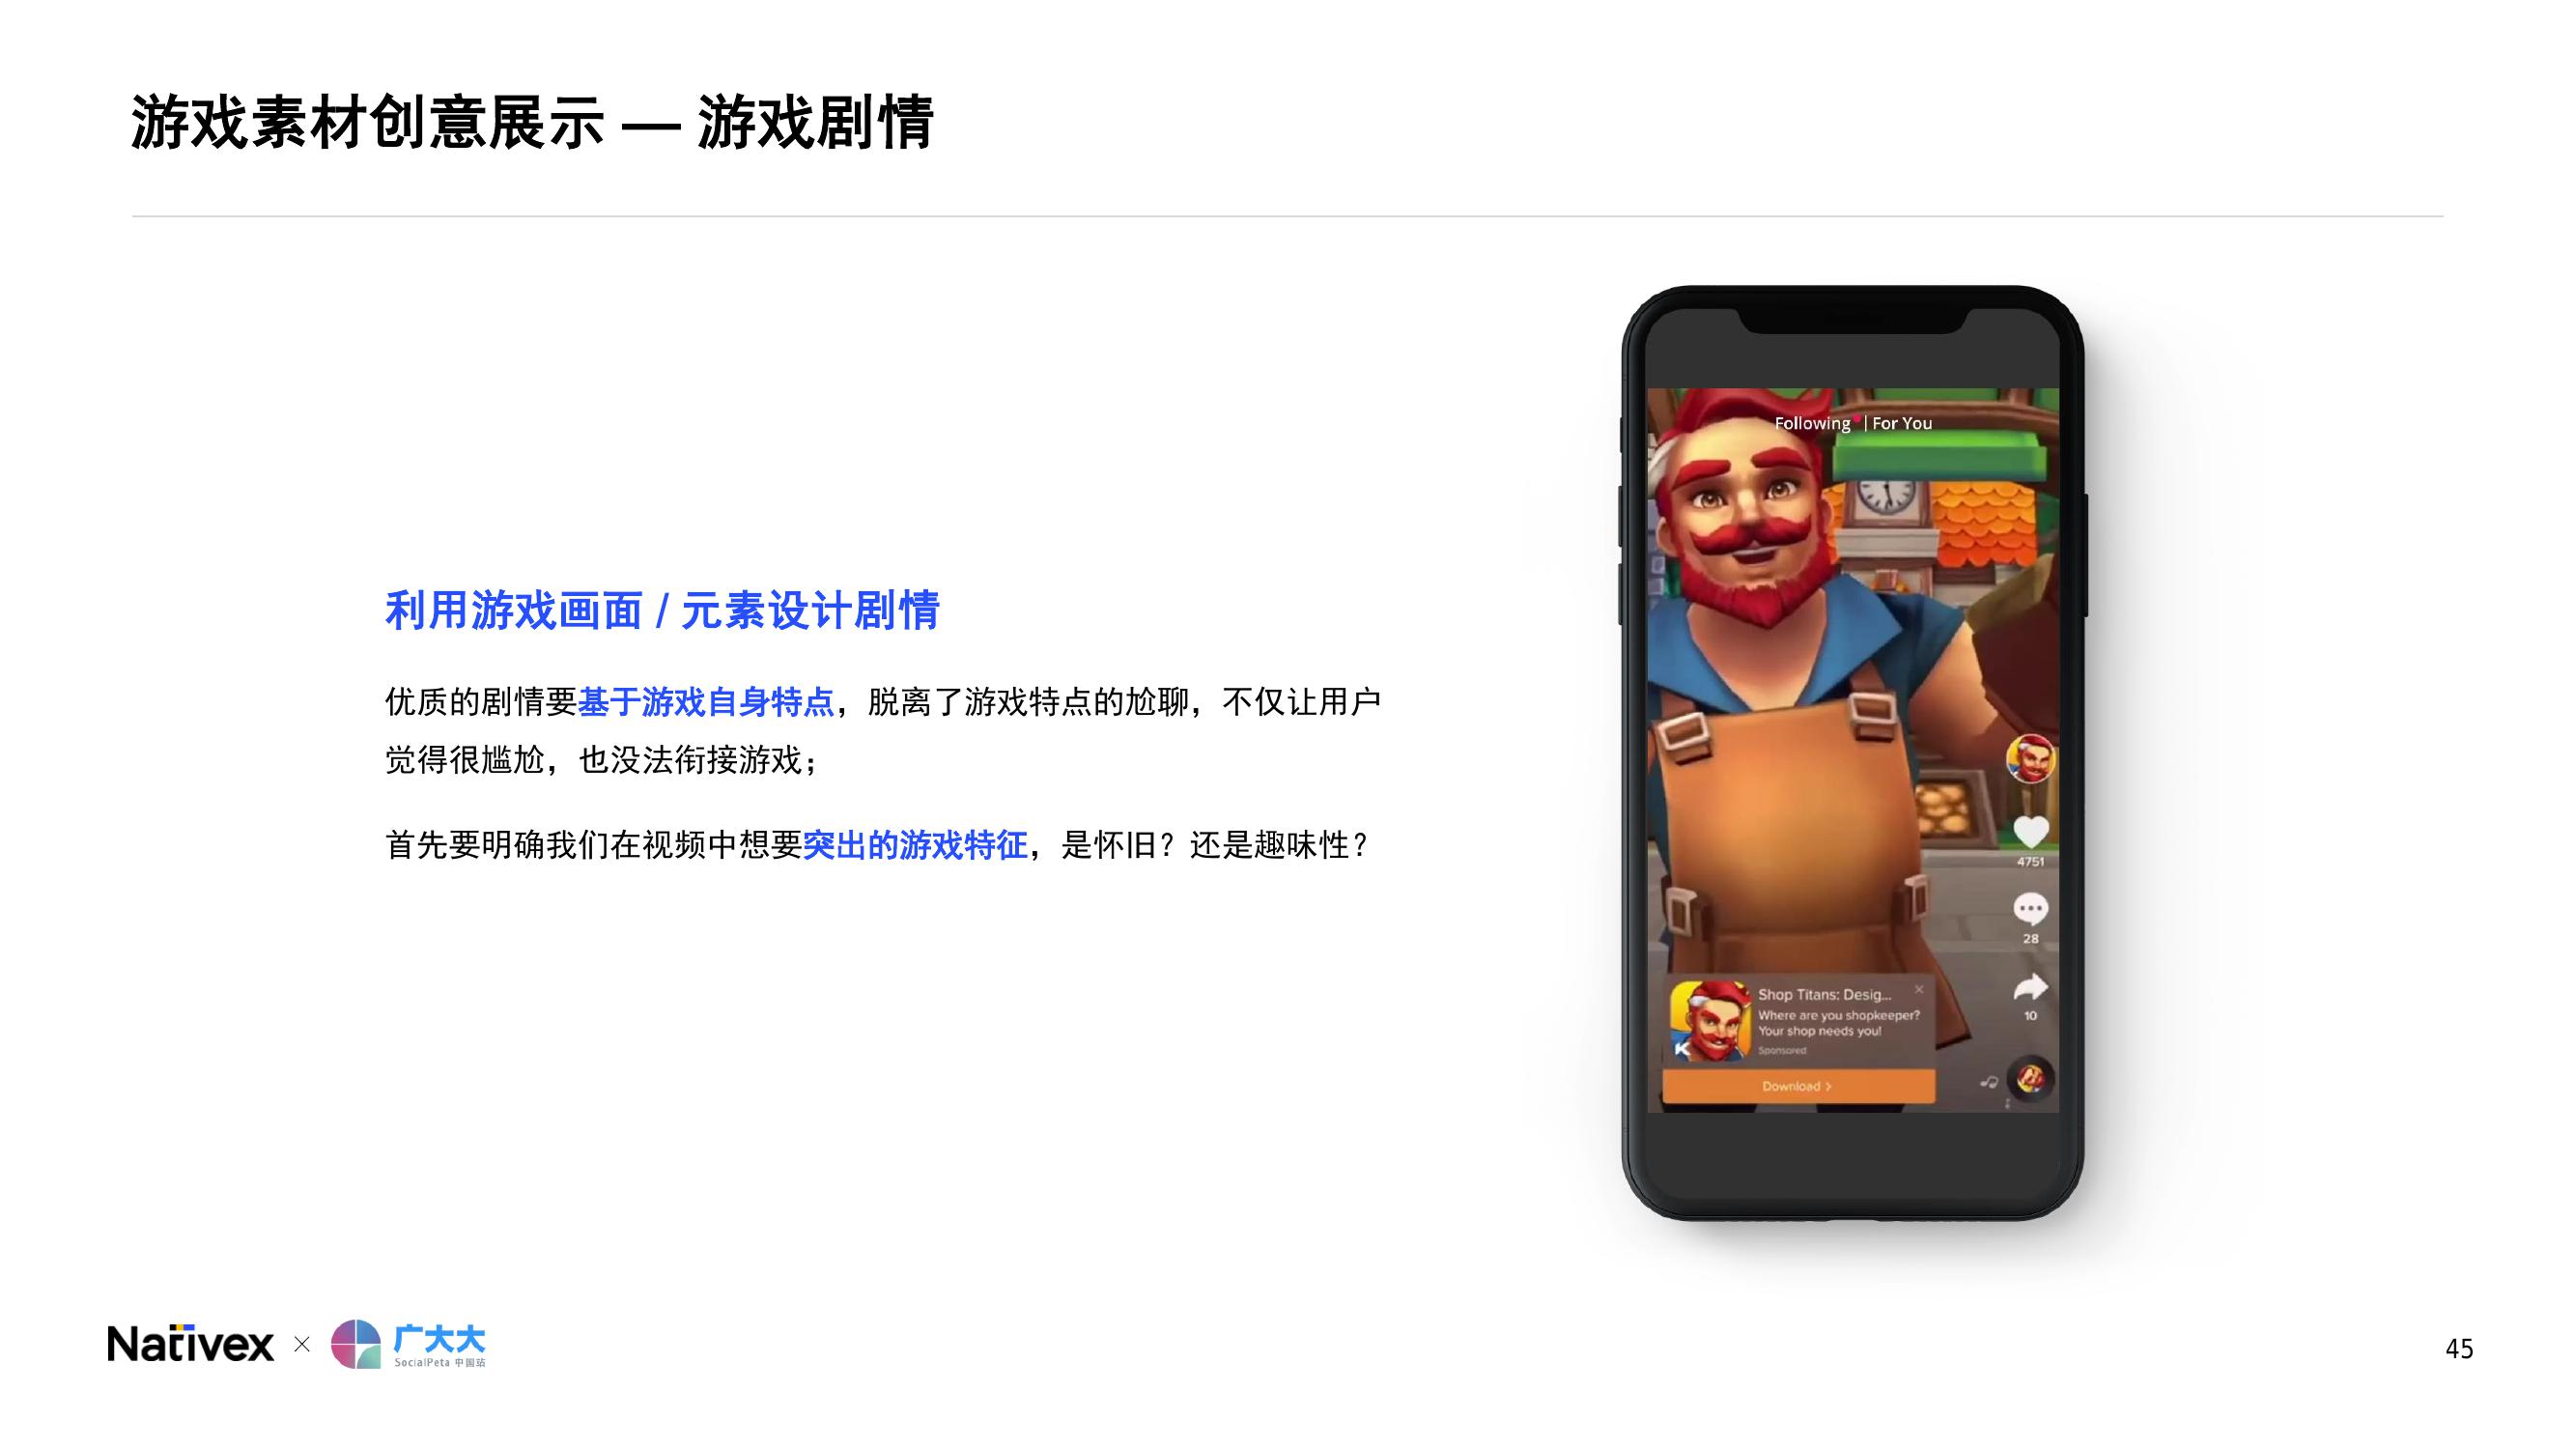 游戏素材创意展示 — 游戏剧情
利用游戏画面 / 元素设计剧情
优质的剧情要基于游戏自身特点，脱离了游戏特点的尬聊，不仅让用户
觉得很尴尬，也没法衔接游戏；
首先要明确我们在视频中想要突出的游戏特征，是怀旧？还是趣味性？
Following | For You
4751
28
10
Shop Titans: Desig...
Where are you shopkeeper?
Your shop needs you!
Sponsored
Download >
K
Nativex × 广大大
SocialPeta 中国站
45